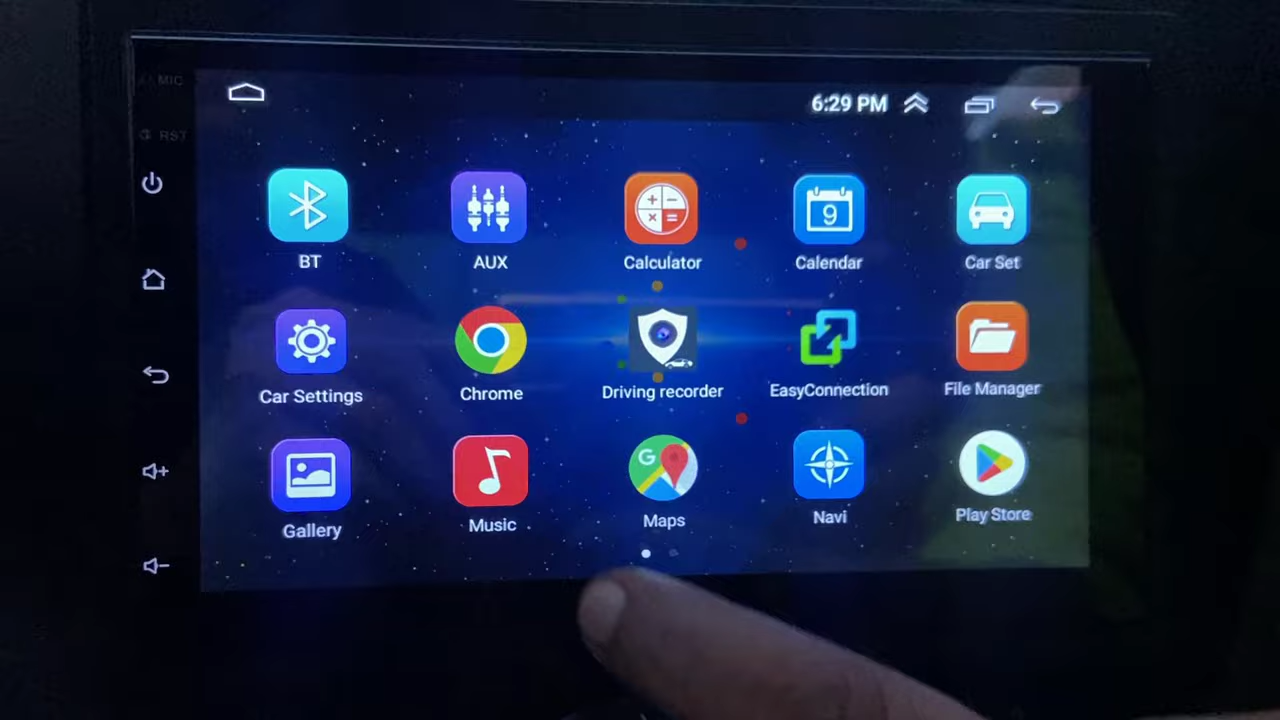 MIC
6:29 PM
RST
BT
AUX
Calculator
9
Calendar
Car Set
Car Settings
Chrome
Driving recorder
EasyConnection
File Manager
Gallery
Music
G
Maps
Navi
Play Store